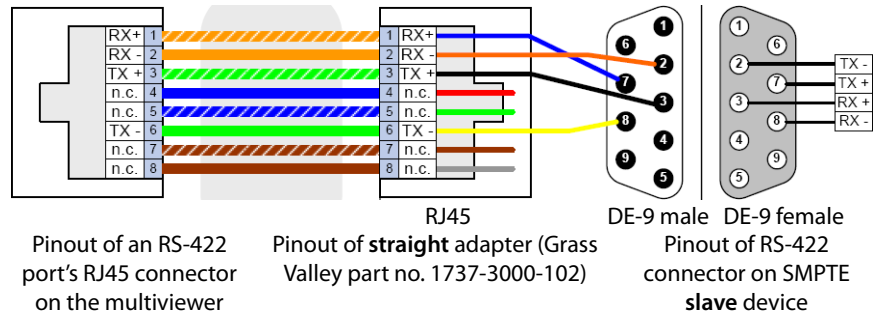 RX+ 1
RX - 2
TX + 3
n.c. 4
n.c. 5
TX - 6
n.c. 7
n.c. 8
1 RX+
2 RX -
3 TX +
4 n.c.
5 n.c.
6 TX -
7 n.c.
8 n.c.
1
6
2
7
3
8
4
9
5
1
6
2
7
3
8
4
9
5
TX -
TX +
RX +
RX -
RJ45
DE-9 male
DE-9 female
Pinout of an RS-422
port's RJ45 connector
on the multiviewer
Pinout of straight adapter (Grass
Valley part no. 1737-3000-102)
Pinout of RS-422
connector on SMPTE
slave device